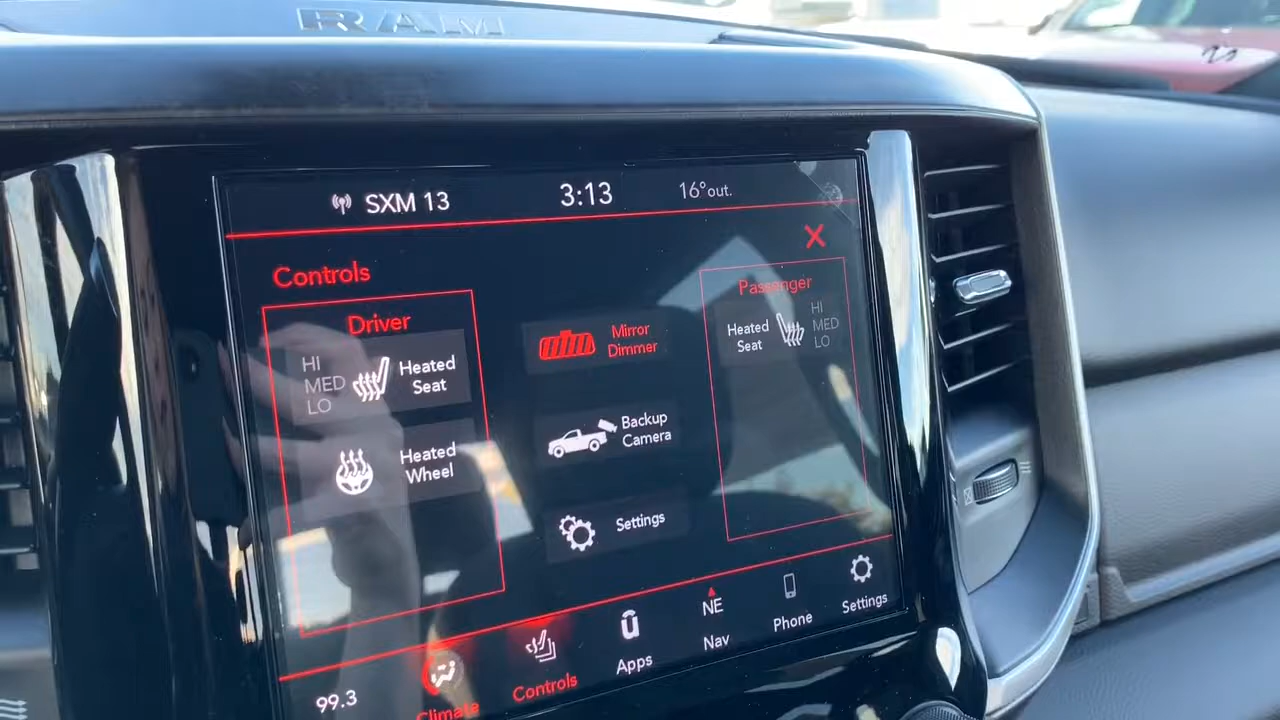 RAM
SXM 13
3:13
16°out.
Controls
Driver
HI
MED
LO
Heated
Seat
Heated
Wheel
Mirror
Dimmer
Backup
Camera
Settings
Passenger
Heated
Seat
HI
MED
LO
99.3
Climate
Controls
Apps
NE
Nav
Phone
Settings